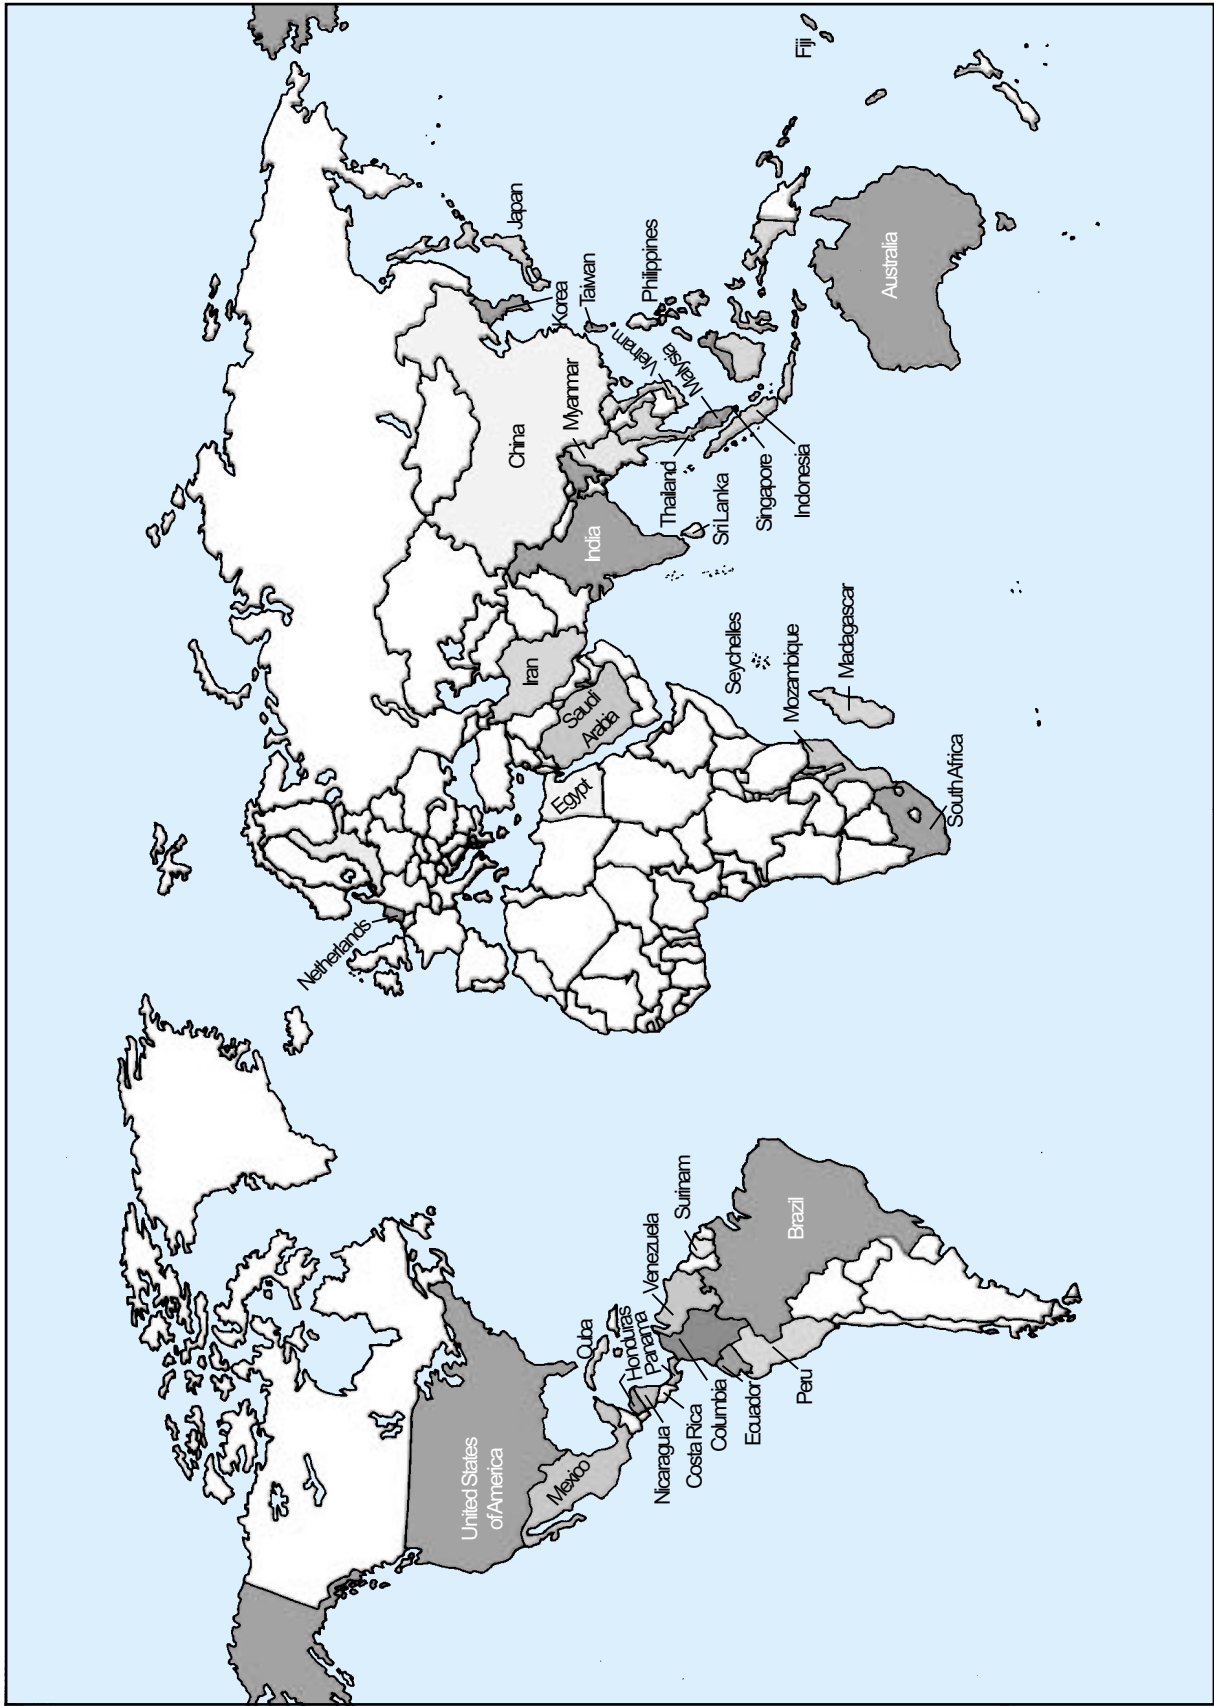 United States
of America
Mexico
Cuba
Honduras
Panama
Nicaragua
Costa Rica
Columbia
Venezuela
Surinam
Ecuador
Peru
Brazil
Netherlands
Egypt
Saudi
Arabia
Iran
Seychelles
Mozambique
Madagascar
South Africa
India
Sri Lanka
China
Myanmar
Thailand
Vietnam
Malysia
Singapore
Indonesia
Korea
Taiwan
Japan
Philippines
Australia
Fiji